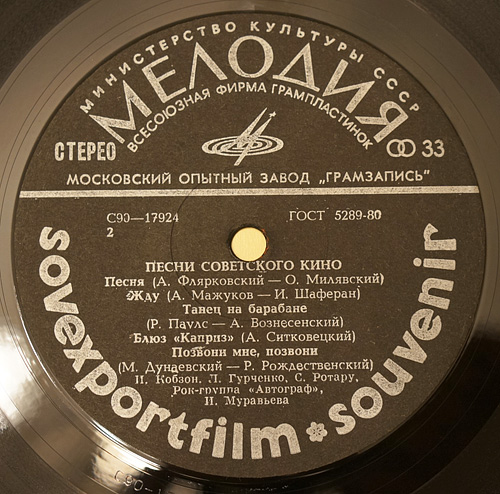 МИНИСТЕРСТВО КУЛЬТУРЫ СССР
МЕЛОДИЯ
ВСЕСОЮЗНАЯ ФИРМА ГРАМПЛАСТИНОК
СТЕРЕО
33
МОСКОВСКИЙ ОПЫТНЫЙ ЗАВОД „ГРАМЗАПИСЬ"
С90—17924 ГОСТ 5289-80
2
ПЕСНИ СОВЕТСКОГО КИНО
Песня (А. Флярковский — О. Милявский)
Жду (А. Мажуков — И. Шаферан)
Танец на барабане
(Р. Паулс — А. Вознесенский)
Блюз «Каприз» (А. Ситковецкий)
Позвони мне, позвони
(М. Дунаевский — Р. Рождественский)
И. Кобзон, Л. Гурченко, С. Ротару,
Рок-группа «Автограф»,
И. Муравьева
sovexportfilm souvenir